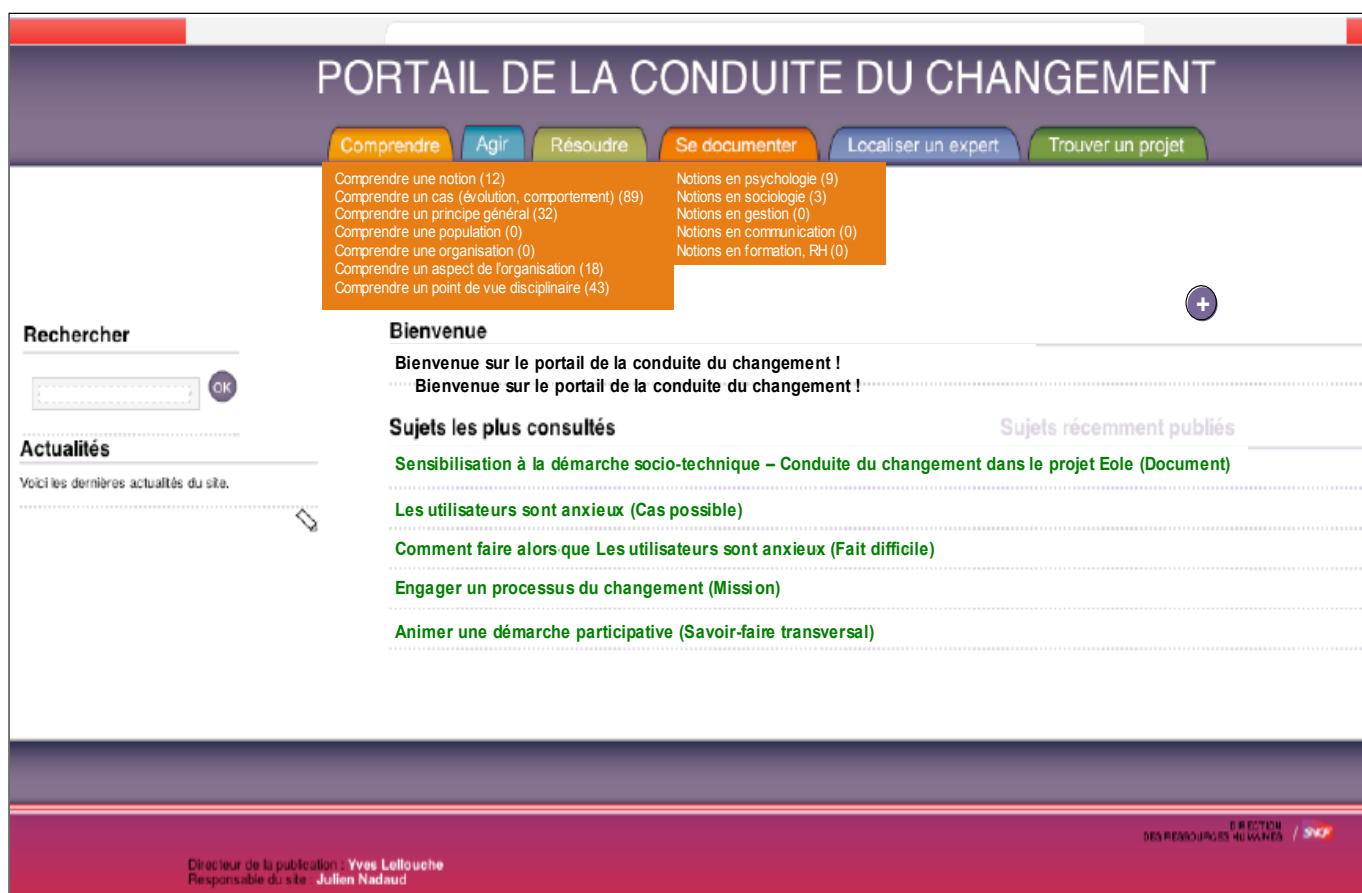 PORTAIL DE LA CONDUITE DU CHANGEMENT
Comprendre
Agir
Résoudre
Se documenter
Localiser un expert
Trouver un projet
Comprendre une notion (12)
Comprendre un cas (évolution, comportement) (89)
Comprendre un principe général (32)
Comprendre une population (0)
Comprendre une organisation (0)
Comprendre un aspect de l'organisation (18)
Comprendre un point de vue disciplinaire (43)
Notions en psychologie (9)
Notions en sociologie (3)
Notions en gestion (0)
Notions en communication (0)
Notions en formation, RH (0)
+
Rechercher
OK
Actualités
Voici les dernières actualités du site.
Bienvenue
Bienvenue sur le portail de la conduite du changement !
Bienvenue sur le portail de la conduite du changement !
Sujets les plus consultés
Sujets récemment publiés
Sensibilisation à la démarche socio-technique – Conduite du changement dans le projet Eole (Document)
Les utilisateurs sont anxieux (Cas possible)
Comment faire alors que Les utilisateurs sont anxieux (Fait difficile)
Engager un processus du changement (Mission)
Animer une démarche participative (Savoir-faire transversal)
DIRECTION
DES RESSOURCES HUMAINES / SNCF
Directeur de la publication : Yves Lellouche
Responsable du site : Julien Nadaud